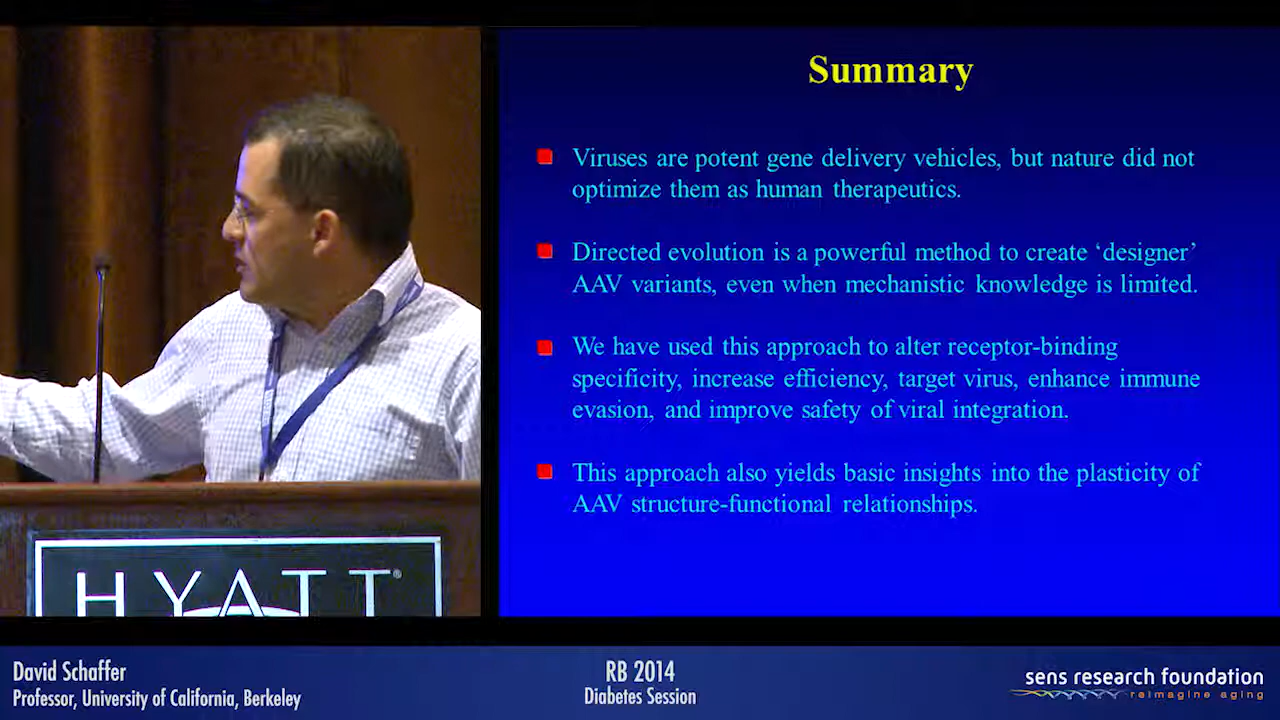 Summary
Viruses are potent gene delivery vehicles, but nature did not
optimize them as human therapeutics.
Directed evolution is a powerful method to create ‘designer’
AAV variants, even when mechanistic knowledge is limited.
We have used this approach to alter receptor-binding
specificity, increase efficiency, target virus, enhance immune
evasion, and improve safety of viral integration.
This approach also yields basic insights into the plasticity of
AAV structure-functional relationships.
HYATT®
David Schaffer
Professor, University of California, Berkeley
RB 2014
Diabetes Session
sens research foundation
reimagine aging